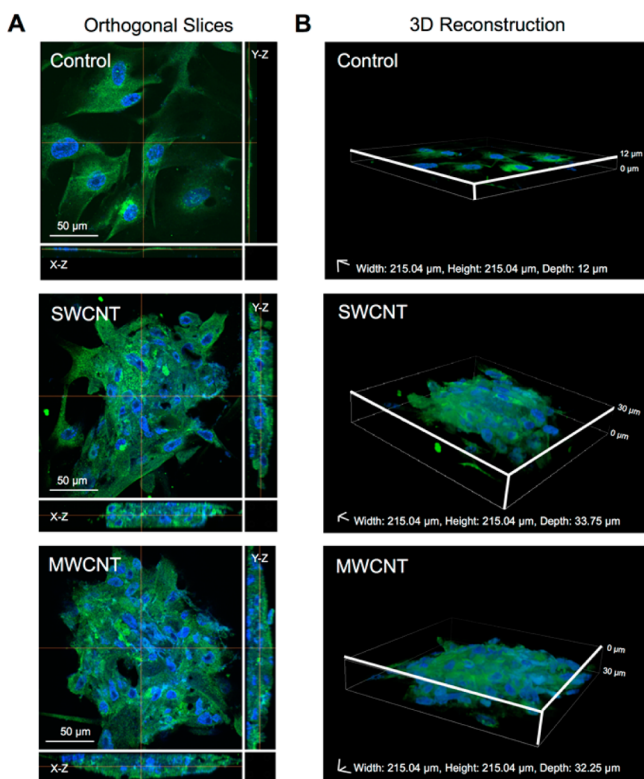 A
Orthogonal Slices
B
3D Reconstruction
Control
Y-Z
50 µm
X-Z
Control
12 µm
0 µm
Width: 215.04 µm, Height: 215.04 µm, Depth: 12 µm
SWCNT
Y-Z
50 µm
X-Z
SWCNT
30 µm
0 µm
Width: 215.04 µm, Height: 215.04 µm, Depth: 33.75 µm
MWCNT
Y-Z
50 µm
X-Z
MWCNT
0 µm
30 µm
Width: 215.04 µm, Height: 215.04 µm, Depth: 32.25 µm